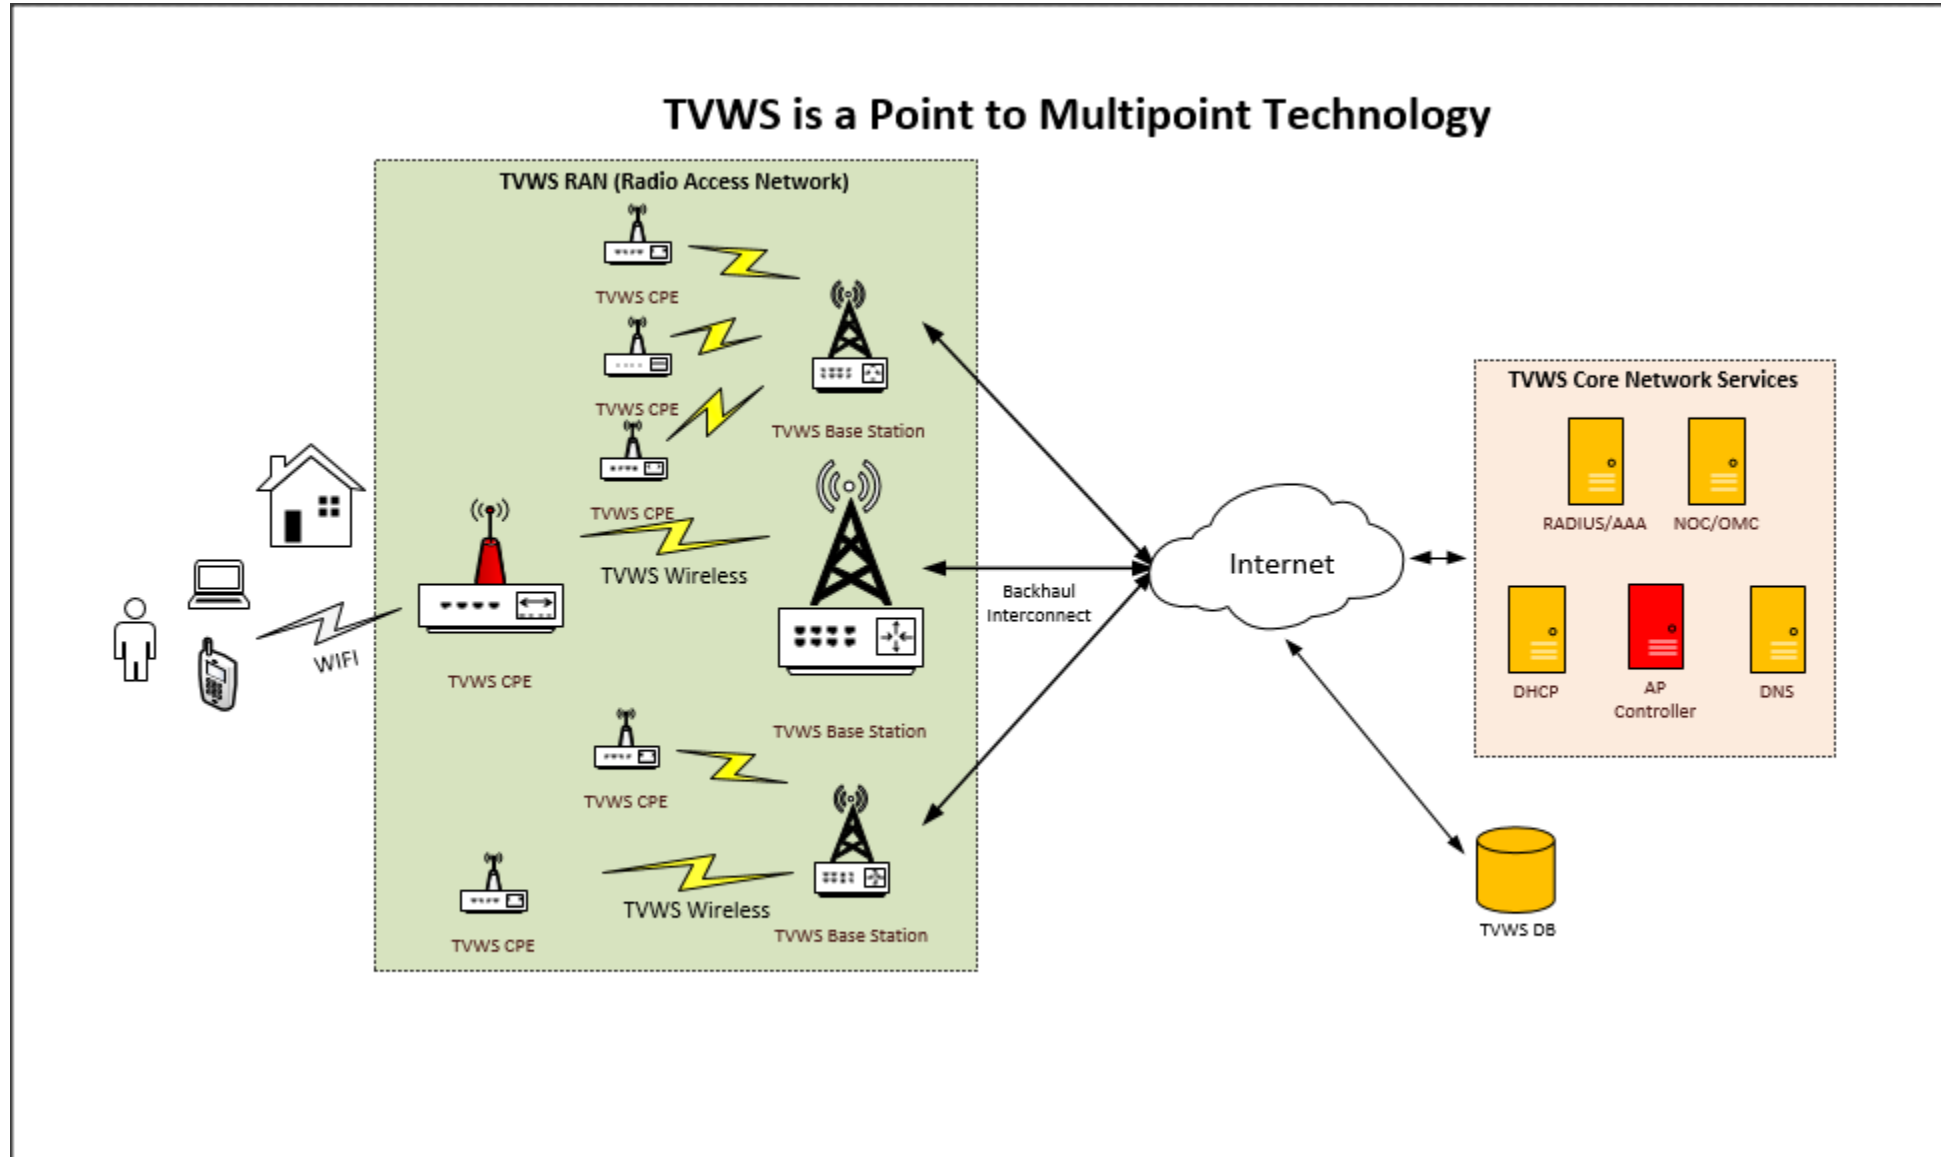 TVWS is a Point to Multipoint Technology
TVWS RAN (Radio Access Network)
TVWS CPE
TVWS CPE
TVWS Base Station
TVWS CPE
TVWS Wireless
TVWS CPE
TVWS Base Station
WIFI
TVWS CPE
TVWS Wireless
TVWS CPE
TVWS Base Station
Backhaul
Interconnect
Internet
TVWS Core Network Services
RADIUS/AAA
NOC/OMC
DHCP
AP
Controller
DNS
TVWS DB